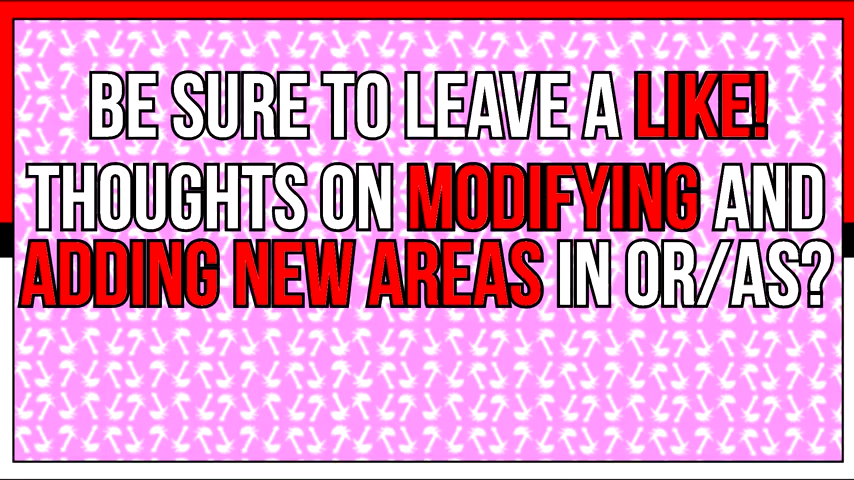 BE SURE TO LEAVE A LIKE!
THOUGHTS ON MODIFYING AND
ADDING NEW AREAS IN OR/AS?